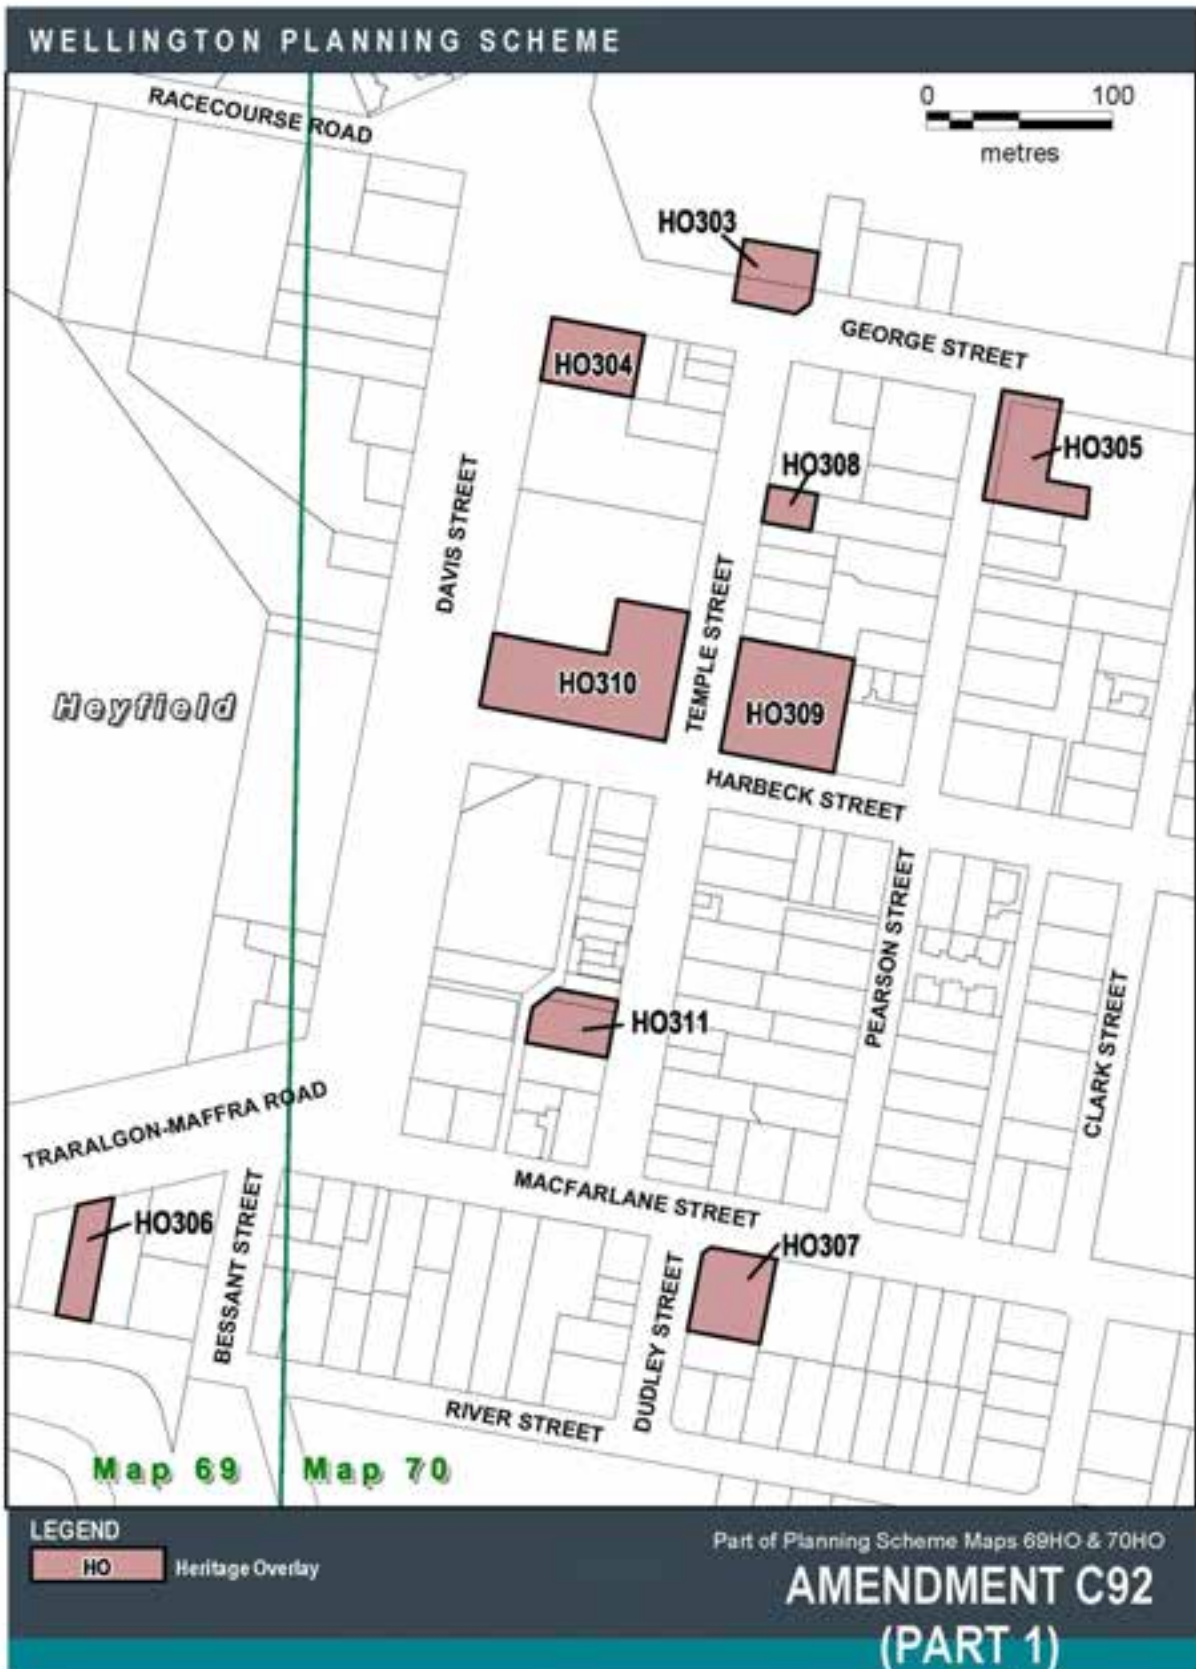 WELLINGTON PLANNING SCHEME
RACECOURSE ROAD
0 100
metres
HO303
GEORGE STREET
HO304
HO305
HO308
DAVIS STREET
TEMPLE STREET
HO310
HO309
Heyfield
HARBECK STREET
PEARSON STREET
CLARK STREET
HO311
TRARALGON-MAFFRA ROAD
MACFARLANE STREET
HO306
BESSANT STREET
HO307
DUDLEY STREET
RIVER STREET
Map 69
Map 70
LEGEND
HO Heritage Overlay
Part of Planning Scheme Maps 69HO & 70HO
AMENDMENT C92
(PART 1)